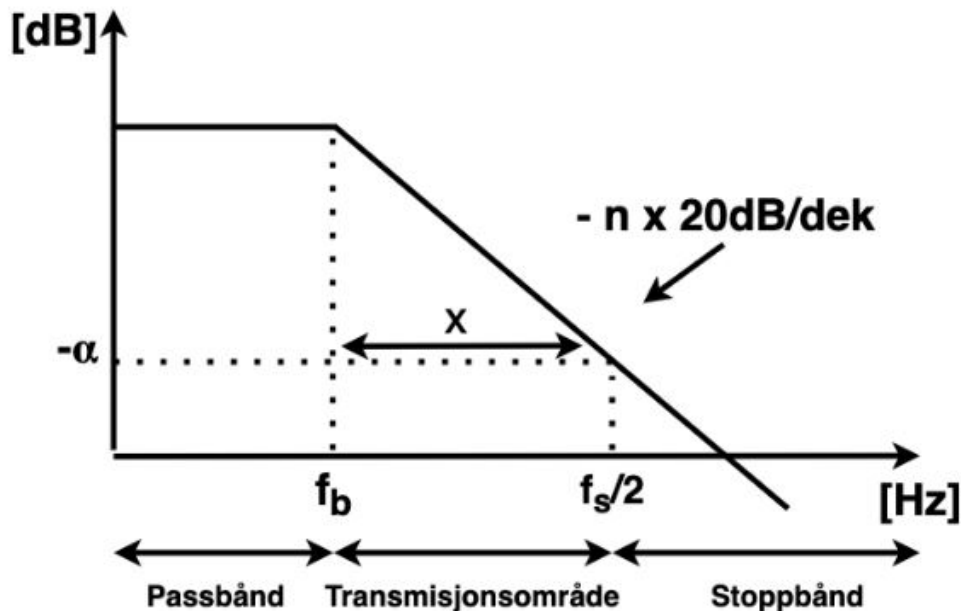 [dB]
- n x 20dB/dek
X
-α
f_b
f_s/2
[Hz]
Passbånd
Transmisjonsområde
Stoppbånd